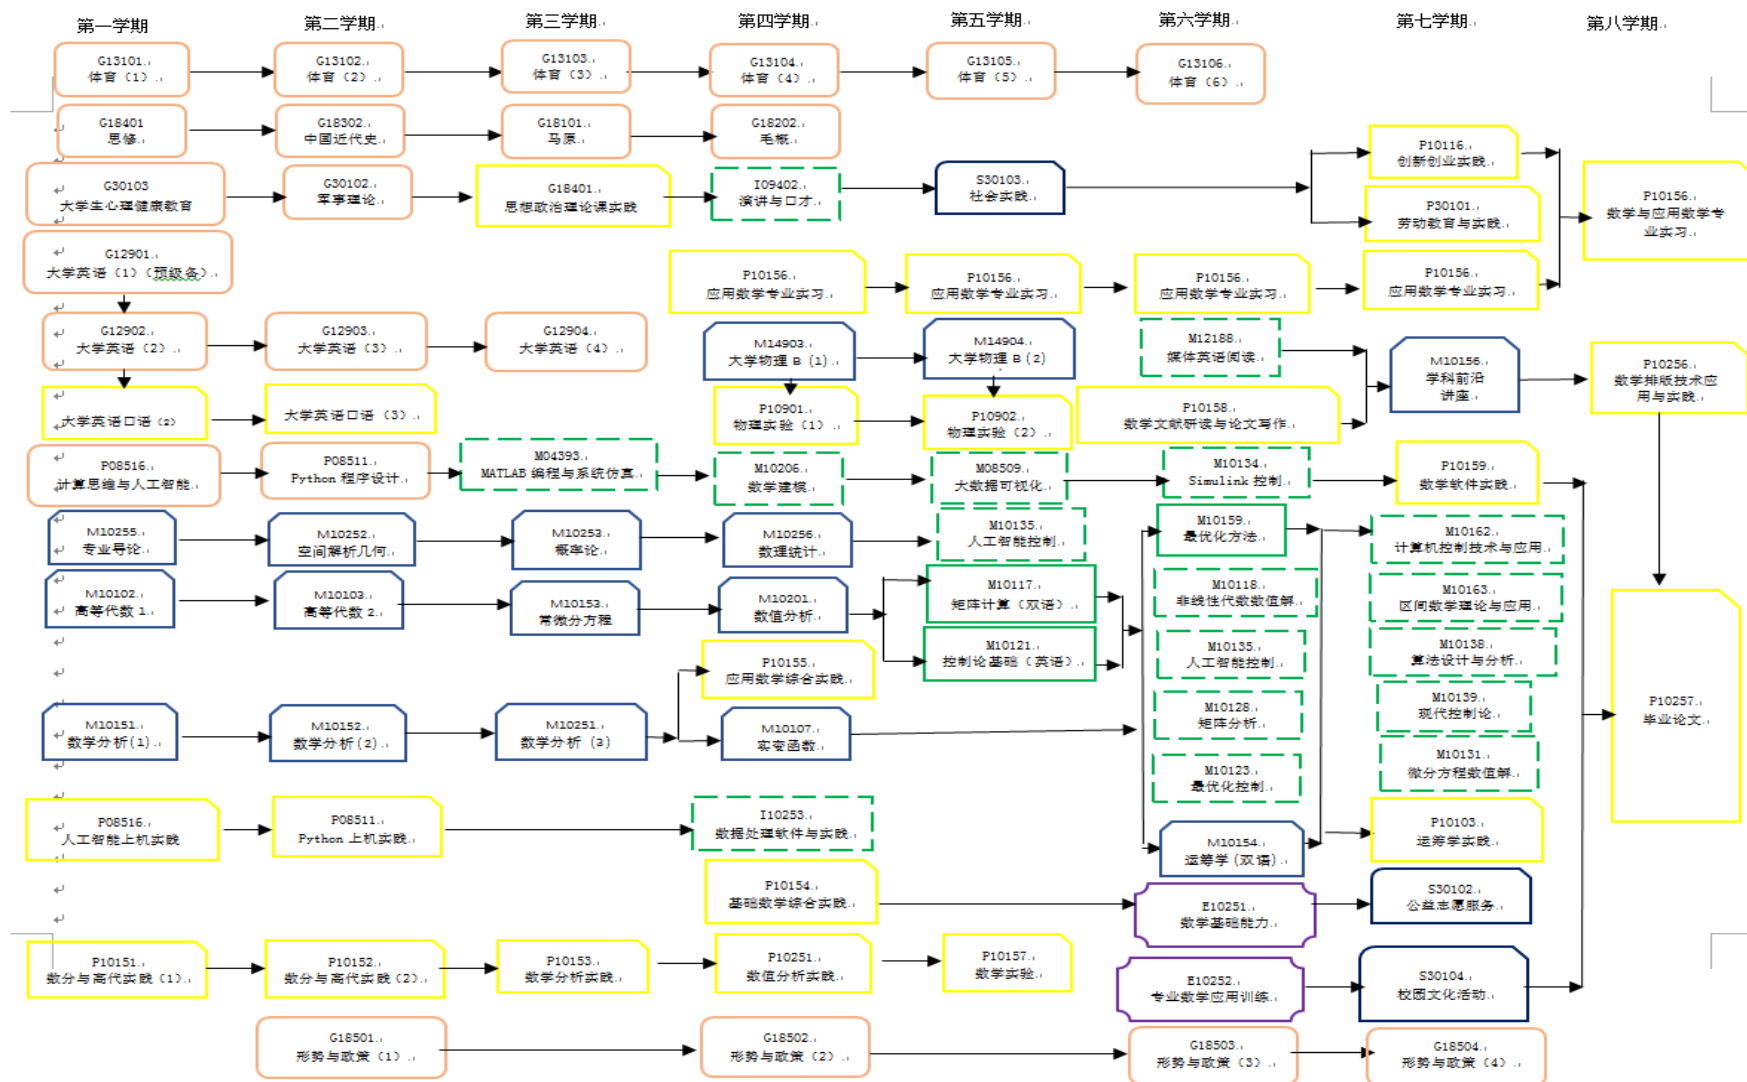 第一学期
第二学期
第三学期
第四学期
第五学期
第六学期
第七学期
第八学期
G13101
体育（1）
G13102
体育（2）
G13103
体育（3）
G13104
体育（4）
G13105
体育（5）
G13106
体育（6）
G18401
思修
G18302
中国近代史
G18101
马原
G18202
毛概
P10116
创新创业实践
G30103
大学生心理健康教育
G30102
军事理论
G18401
思想政治理论课实践
I09402
演讲与口才
S30103
社会实践
P30101
劳动教育与实践
P10156
数学与应用数学专
业实习
G12901
大学英语（1）（预级备）
P10156
应用数学专业实习
P10156
应用数学专业实习
P10156
应用数学专业实习
P10156
应用数学专业实习
G12902
大学英语（2）
G12903
大学英语（3）
G12904
大学英语（4）
M14903
大学物理 B（1）
M14904
大学物理 B（2）
M12188
媒体英语阅读
M10156
学科前沿
讲座
P10256
数学排版技术应
用与实践
大学英语口语（2）
大学英语口语（3）
P10901
物理实验（1）
P10902
物理实验（2）
P10158
数学文献研读与论文写作
P08516
计算思维与人工智能
P08511
Python 程序设计
M04393
MATLAB 编程与系统仿真
M10206
数学建模
M08509
大数据可视化
M10134
Simulink 控制
P10159
数学软件实践
M10255
专业导论
M10252
空间解析几何
M10253
概率论
M10256
数理统计
M10135
人工智能控制
M10159
最优化方法
M10162
计算机控制技术与应用
M10102
高等代数 1
M10103
高等代数 2
M10153
常微分方程
M10201
数值分析
M10117
矩阵计算（双语）
M10118
非线性代数数值解
M10163
区间数学理论与应用
P10155
应用数学综合实践
M10121
控制论基础（英语）
M10135
人工智能控制
M10138
算法设计与分析
M10151
数学分析(1)
M10152
数学分析(2)
M10251
数学分析（3）
M10107
实变函数
M10128
矩阵分析
M10139
现代控制论
P10257
毕业论文
M10123
最优化控制
M10131
微分方程数值解
P08516
人工智能上机实践
P08511
Python 上机实践
I10253
数据处理软件与实践
M10154
运筹学(双语)
P10103
运筹学实践
P10154
基础数学综合实践
E10251
数学基础能力
S30102
公益志愿服务
P10151
数分与高代实践（1）
P10152
数分与高代实践（2）
P10153
数学分析实践
P10251
数值分析实践
P10157
数学实验
E10252
专业数学应用训练
S30104
校园文化活动
G18501
形势与政策（1）
G18502
形势与政策（2）
G18503
形势与政策（3）
G18504
形势与政策（4）